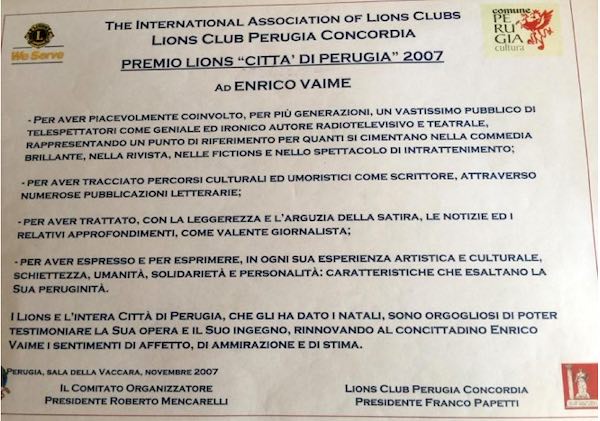 THE INTERNATIONAL ASSOCIATION OF LIONS CLUBS
LIONS CLUB PERUGIA CONCORDIA
PREMIO LIONS "CITTA' DI PERUGIA" 2007
AD ENRICO VAIME
We Serve
comune
PE
RU
GIA
cultura
- PER AVER PIACEVOLMENTE COINVOLTO, PER PIÙ GENERAZIONI, UN VASTISSIMO PUBBLICO DI
TELESPETTATORI COME GENIALE ED IRONICO AUTORE RADIOTELEVISIVO E TEATRALE,
RAPPRESENTANDO UN PUNTO DI RIFERIMENTO PER QUANTI SI CIMENTANO NELLA COMMEDIA
BRILLANTE, NELLA RIVISTA, NELLE FICTIONS E NELLO SPETTACOLO DI INTRATTENIMENTO;
- PER AVER TRACCIATO PERCORSI CULTURALI ED UMORISTICI COME SCRITTORE, ATTRAVERSO
NUMEROSE PUBBLICAZIONI LETTERARIE;
- PER AVER TRATTATO, CON LA LEGGEREZZA E L'ARGUZIA DELLA SATIRA, LE NOTIZIE ED I
RELATIVI APPROFONDIMENTI, COME VALENTE GIORNALISTA;
- PER AVER ESPRESSO E PER ESPRIMERE, IN OGNI SUA ESPERIENZA ARTISTICA E CULTURALE,
SCHIETTEZZA, UMANITÀ, SOLIDARIETÀ E PERSONALITÀ: CARATTERISTICHE CHE ESALTANO LA
SUA PERUGINITÀ.
I LIONS E L'INTERA CITTÀ DI PERUGIA, CHE GLI HA DATO I NATALI, SONO ORGOGLIOSI DI POTER
TESTIMONIARE LA SUA OPERA E IL SUO INGEGNO, RINNOVANDO AL CONCITTADINO ENRICO
VAIME I SENTIMENTI DI AFFETTO, DI AMMIRAZIONE E DI STIMA.
PERUGIA, SALA DELLA VACCARA, NOVEMBRE 2007
IL COMITATO ORGANIZZATORE
PRESIDENTE ROBERTO MENCARELLI
LIONS CLUB PERUGIA CONCORDIA
PRESIDENTE FRANCO PAPETTI